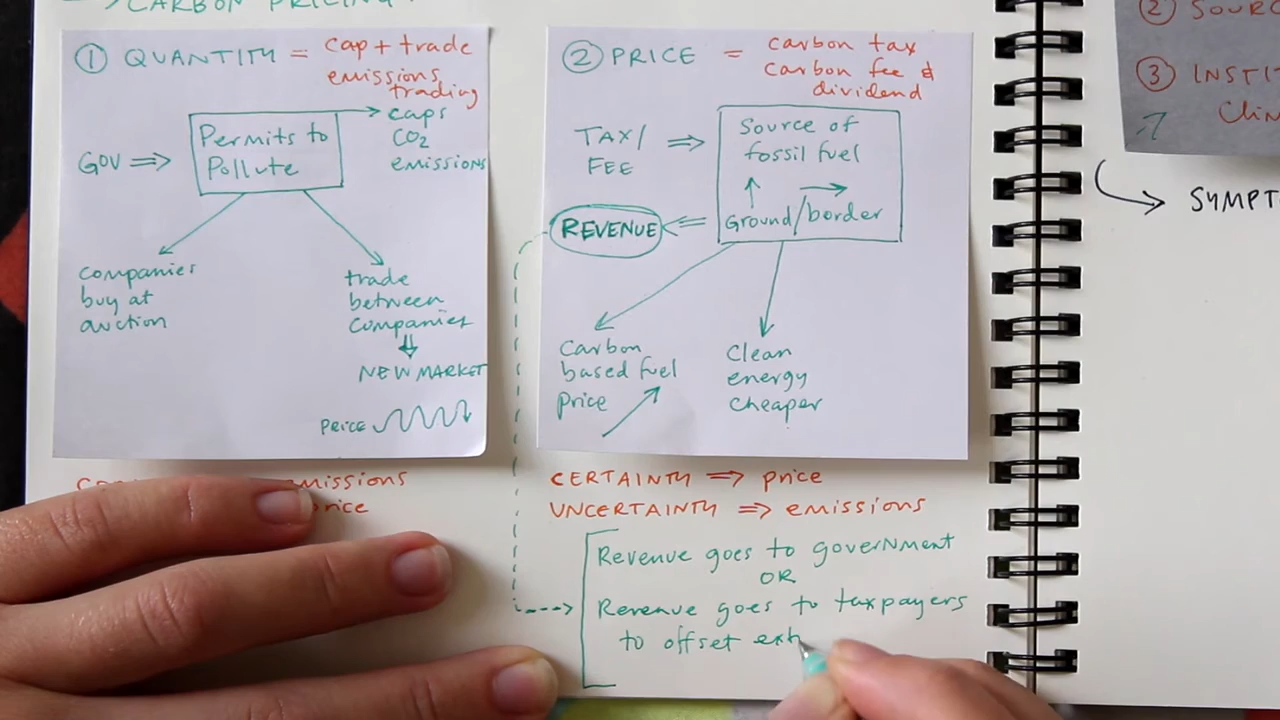 CARBON PRICING
① QUANTITY = cap + trade
emissions
trading
GOV ⇒ Permits to
Pollute
→ caps
CO2
emissions
companies
buy at
auction
trade
between
companies
⇓
NEW MARKET
PRICE
missions
rice
② PRICE = carbon tax
carbon fee &
dividend
TAX/
FEE
⇒ Source of
fossil fuel
↑ →
Ground/border
REVENUE ⇐
Carbon
based fuel
price
Clean
energy
cheaper
CERTAINTY ⇒ price
UNCERTAINTY ⇒ emissions
Revenue goes to government
OR
Revenue goes to taxpayers
to offset ext
② SOURC
③ INSTI
Clim
SYMPT